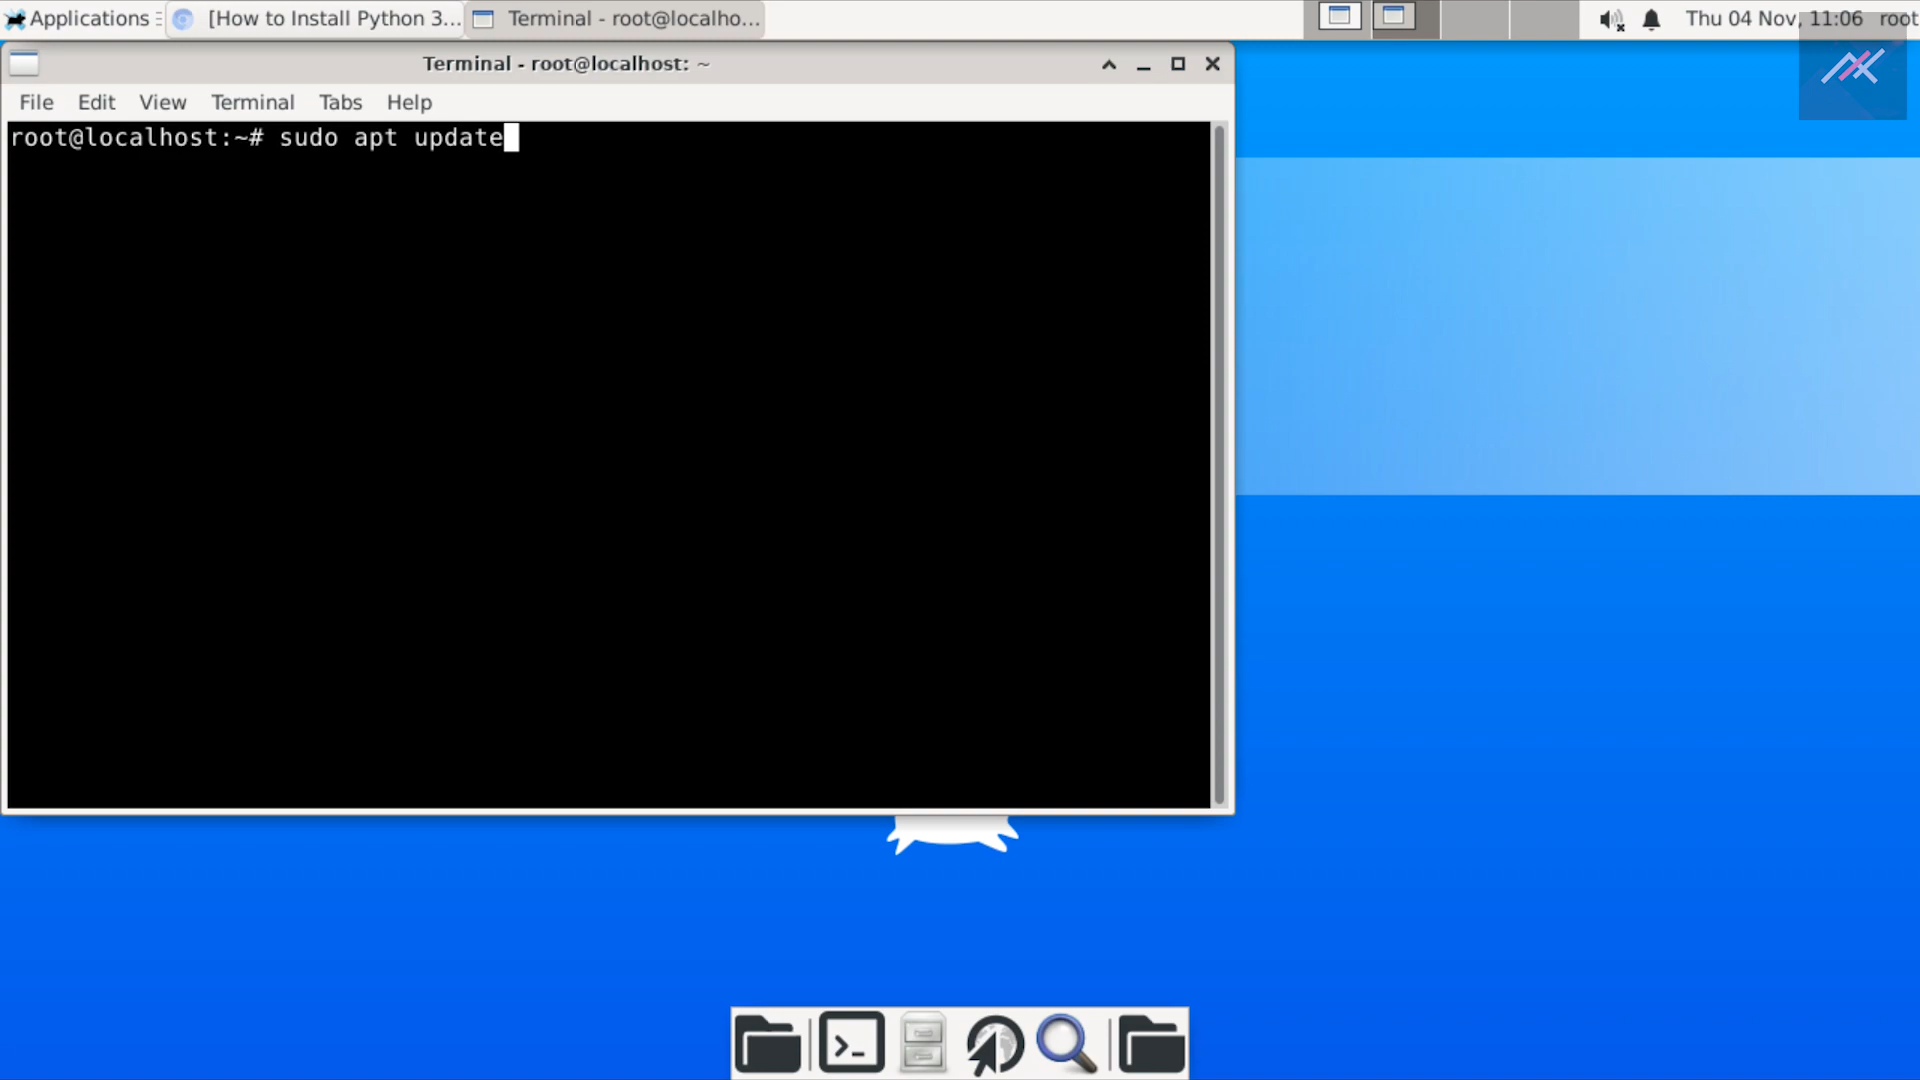 Applications
[How to Install Python 3...
Terminal - root@localho...
Thu 04 Nov, 11:06
root
Terminal - root@localhost: ~
File Edit View Terminal Tabs Help
root@localhost:~# sudo apt update